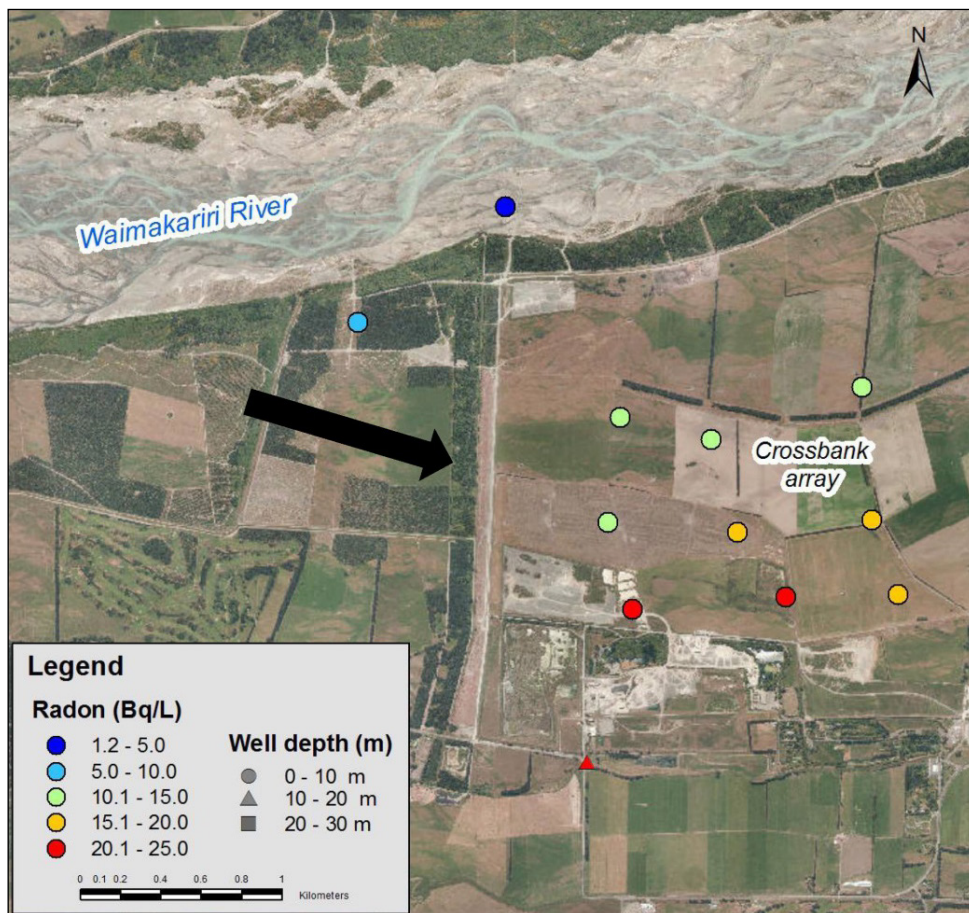 N
Waimakariri River
Crossbank
array
Legend
Radon (Bq/L)
1.2 - 5.0
5.0 - 10.0
10.1 - 15.0
15.1 - 20.0
20.1 - 25.0
Well depth (m)
0 - 10 m
10 - 20 m
20 - 30 m
0 0.1 0.2 0.4 0.6 0.8 1
Kilometers